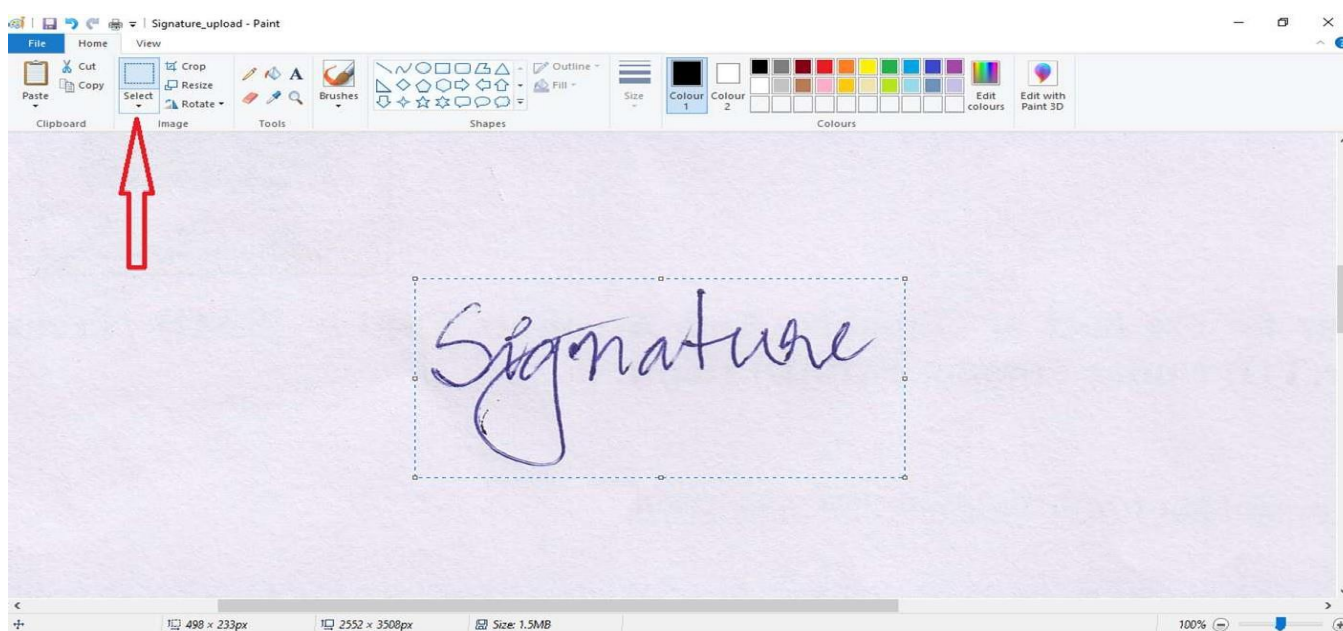 Signature_upload - Paint
File Home View
Paste Cut Copy Select Crop Resize Rotate Brushes Outline Fill Size Colour 1 Colour 2 Edit colours Edit with Paint 3D
Clipboard Image Tools Shapes Colours
Signature
498 × 233px 2552 × 3508px Size: 1.5MB 100%